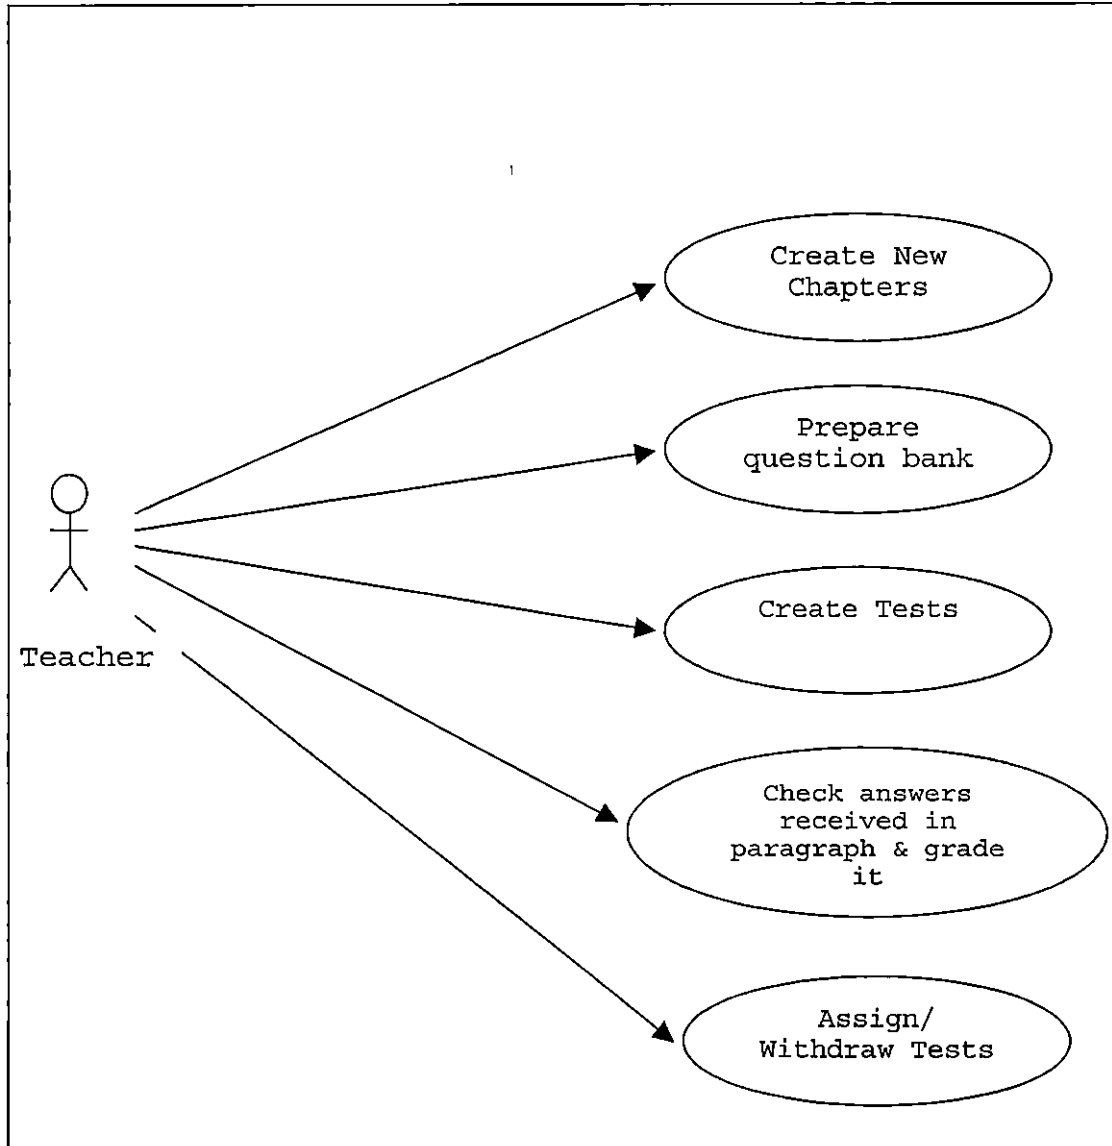 Create New
Chapters
Prepare
question bank
Create Tests
Teacher
Check answers
received in
paragraph & grade
it
Assign/
Withdraw Tests